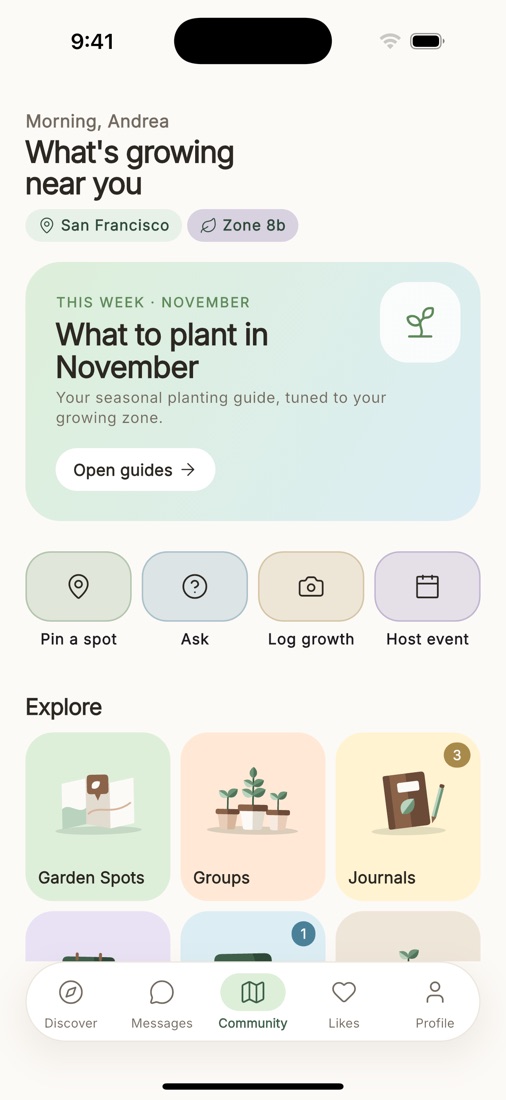 9:41
Morning, Andrea
What's growing
near you
San Francisco
Zone 8b
THIS WEEK · NOVEMBER
What to plant in
November
Your seasonal planting guide, tuned to your
growing zone.
Open guides →
Pin a spot
Ask
Log growth
Host event
Explore
3
Garden Spots
Groups
Journals
1
Discover
Messages
Community
Likes
Profile